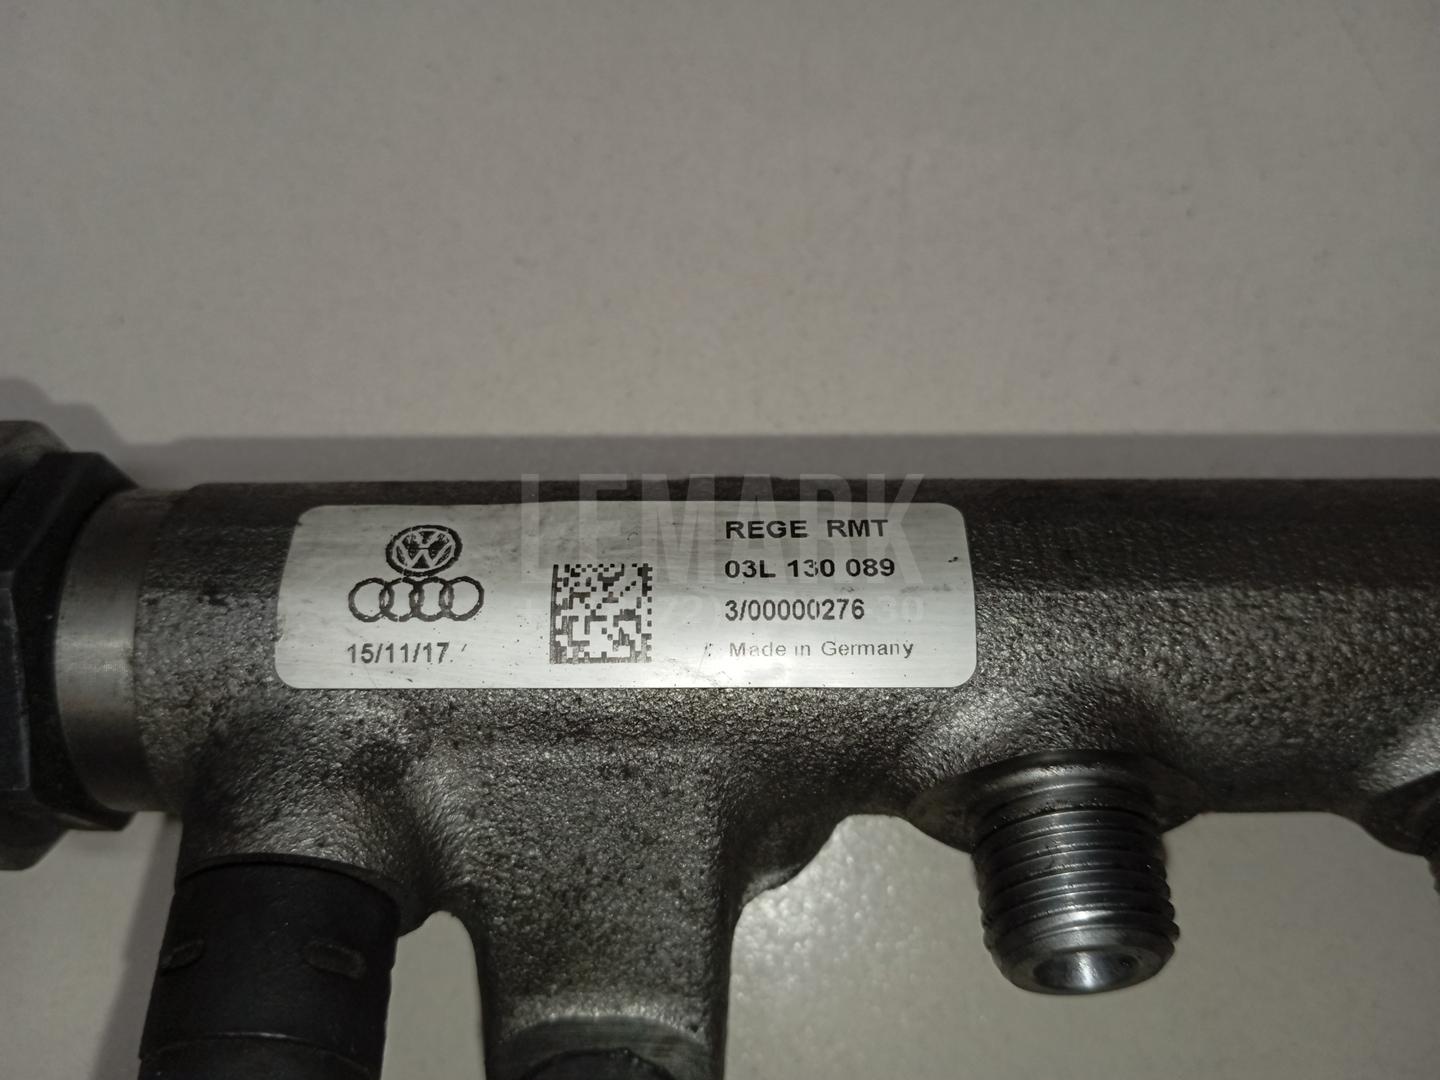 LEMARK
REGE RMT
03L 130 089
3/00000276
Made in Germany
15/11/17